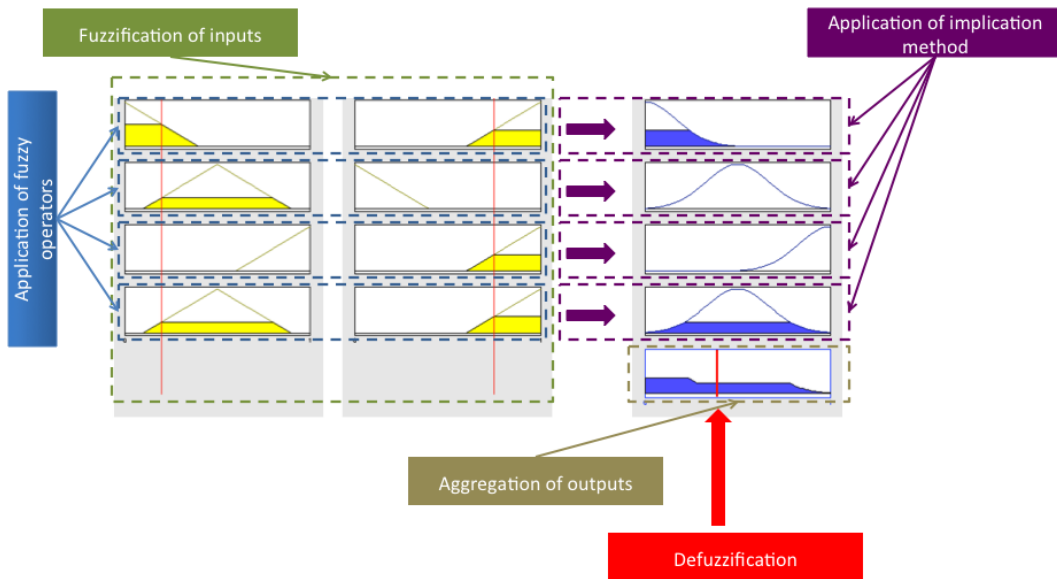 Fuzzification of inputs
Application of implication
method
Application of fuzzy
operators
Aggregation of outputs
Defuzzification